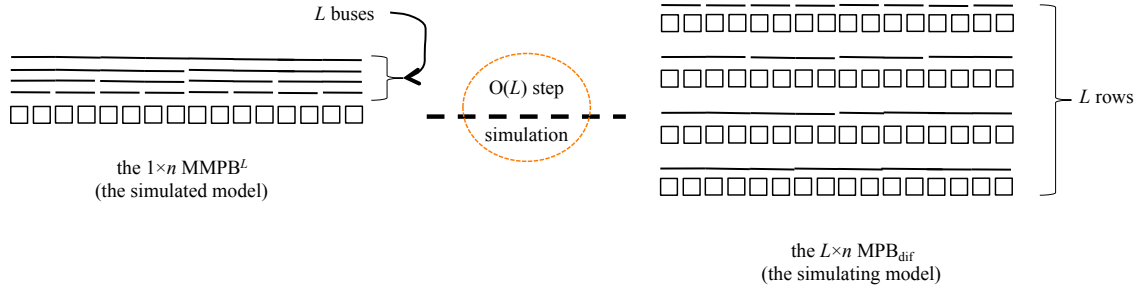 L buses
O(L) step
simulation
L rows
the 1×n MMPB^L
(the simulated model)
the L×n MPB_dif
(the simulating model)